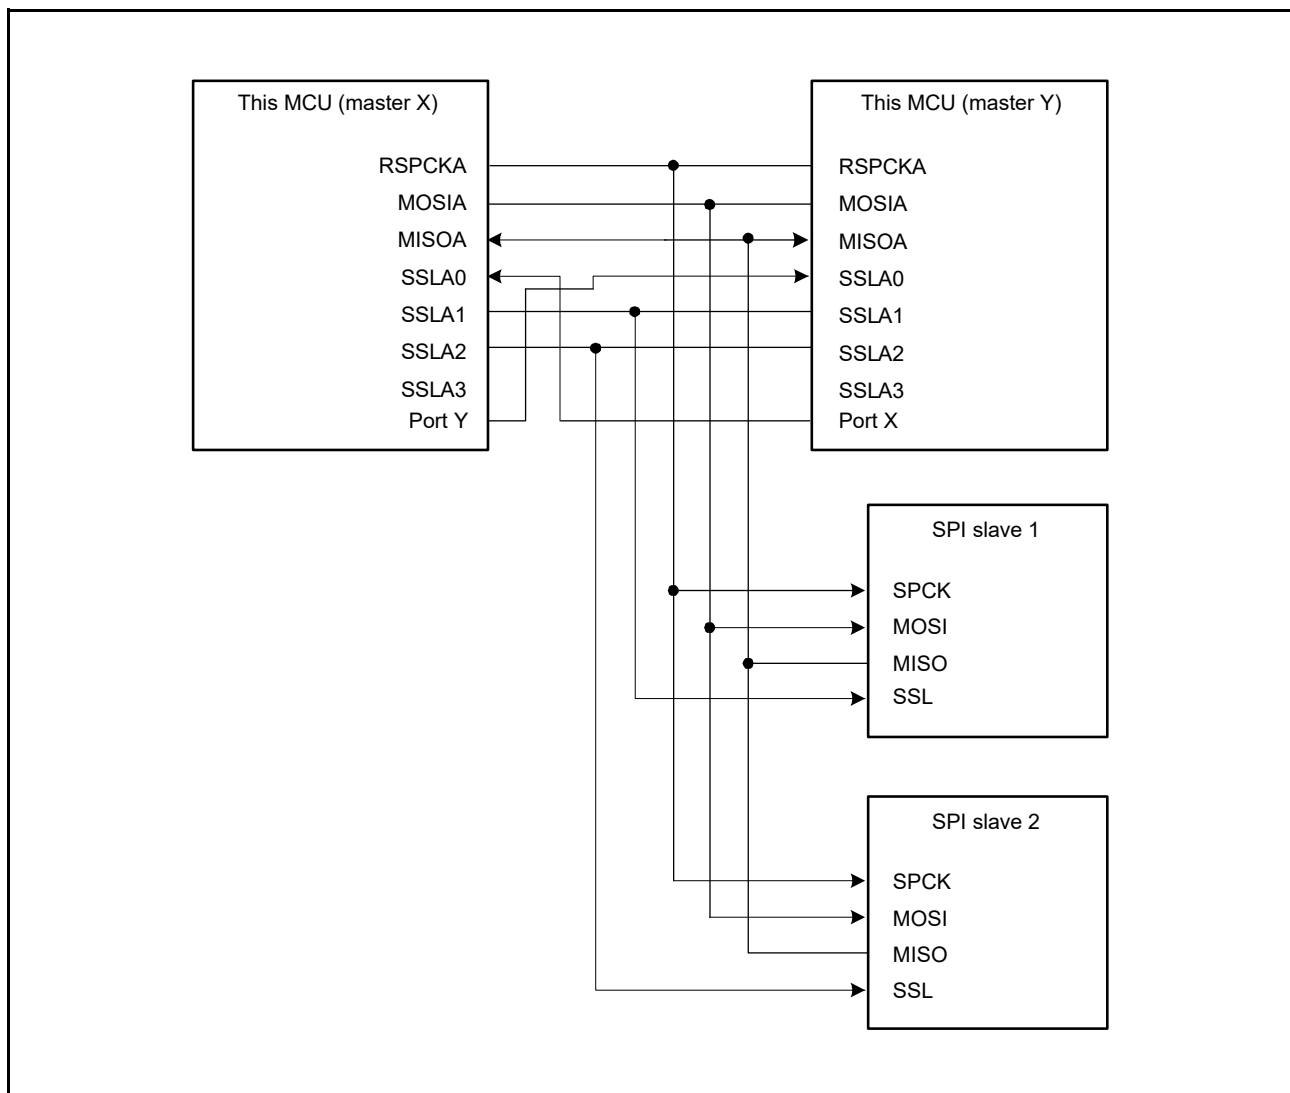 This MCU (master X)
RSPCKA
MOSIA
MISOA
SSLA0
SSLA1
SSLA2
SSLA3
Port Y
This MCU (master Y)
RSPCKA
MOSIA
MISOA
SSLA0
SSLA1
SSLA2
SSLA3
Port X
SPI slave 1
SPCK
MOSI
MISO
SSL
SPI slave 2
SPCK
MOSI
MISO
SSL